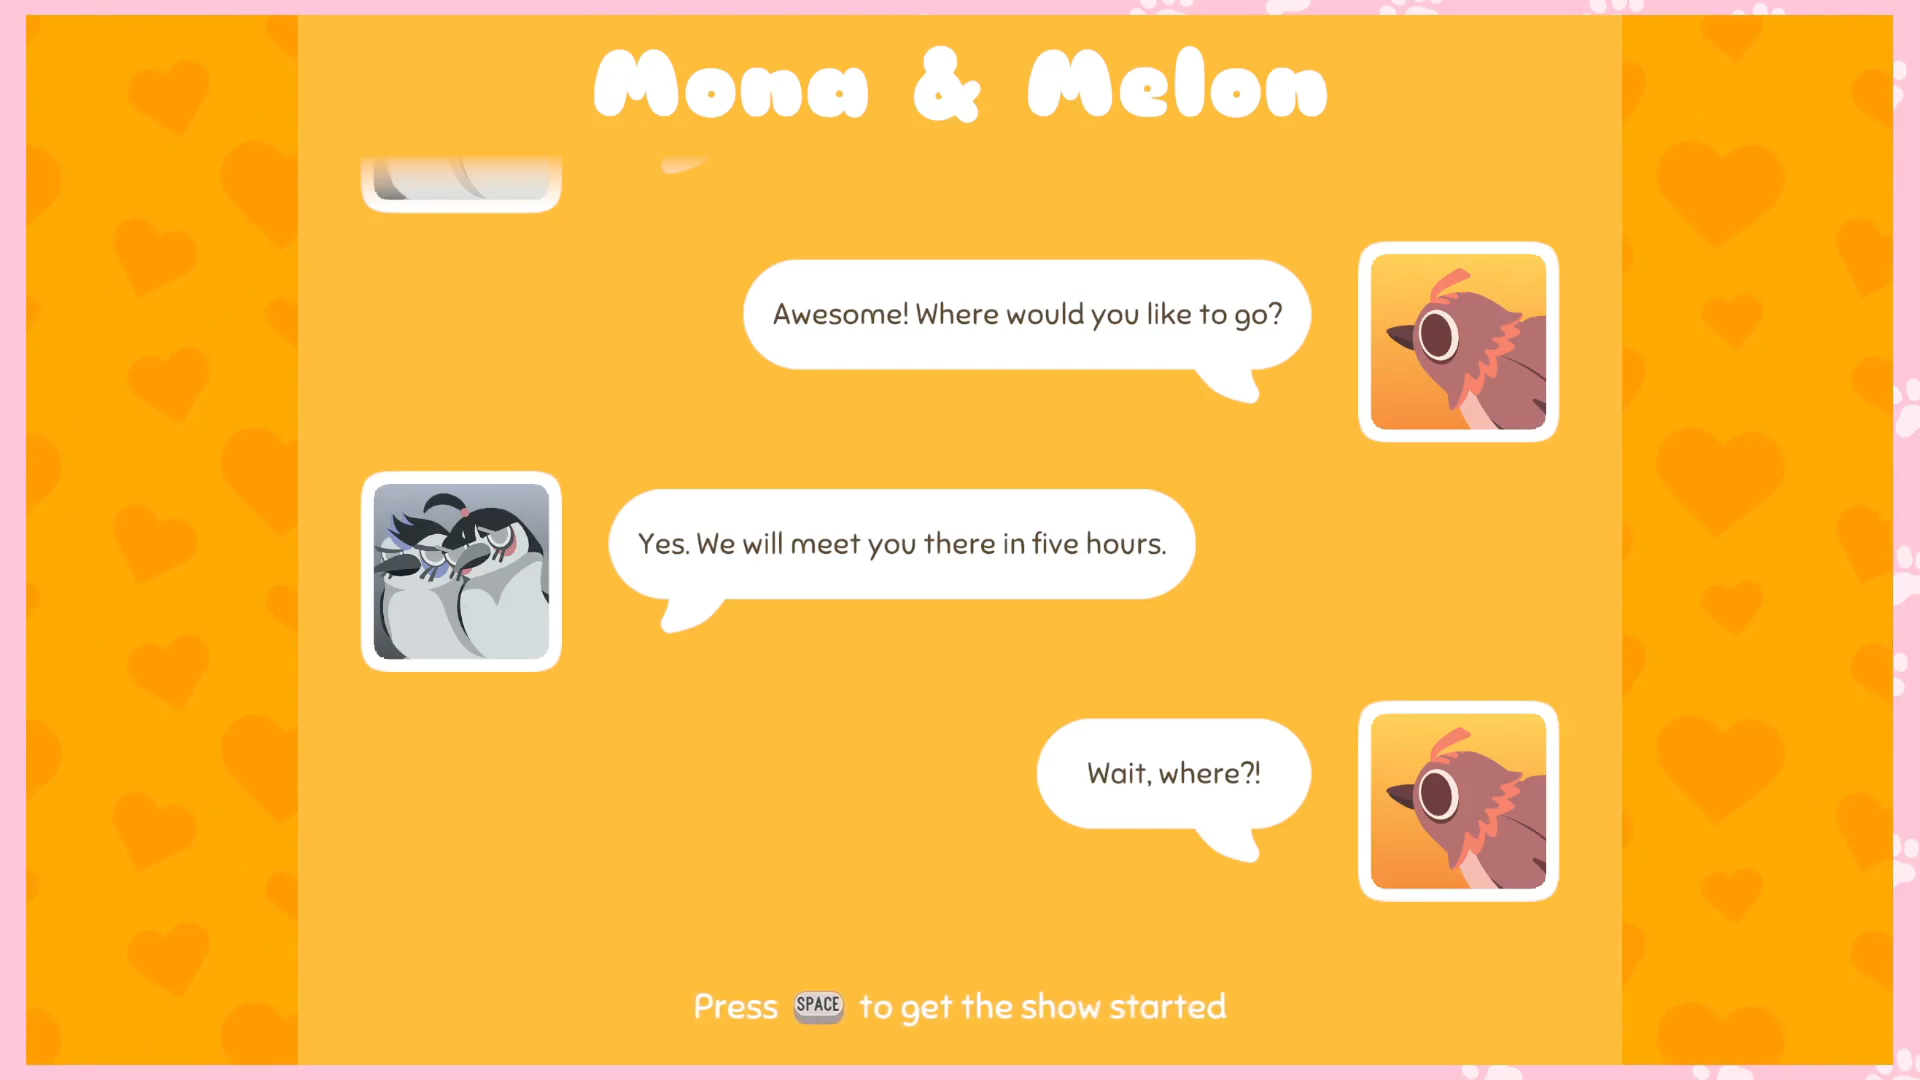 Mona & Melon
Awesome! Where would you like to go?
Yes. We will meet you there in five hours.
Wait, where?!
Press SPACE to get the show started